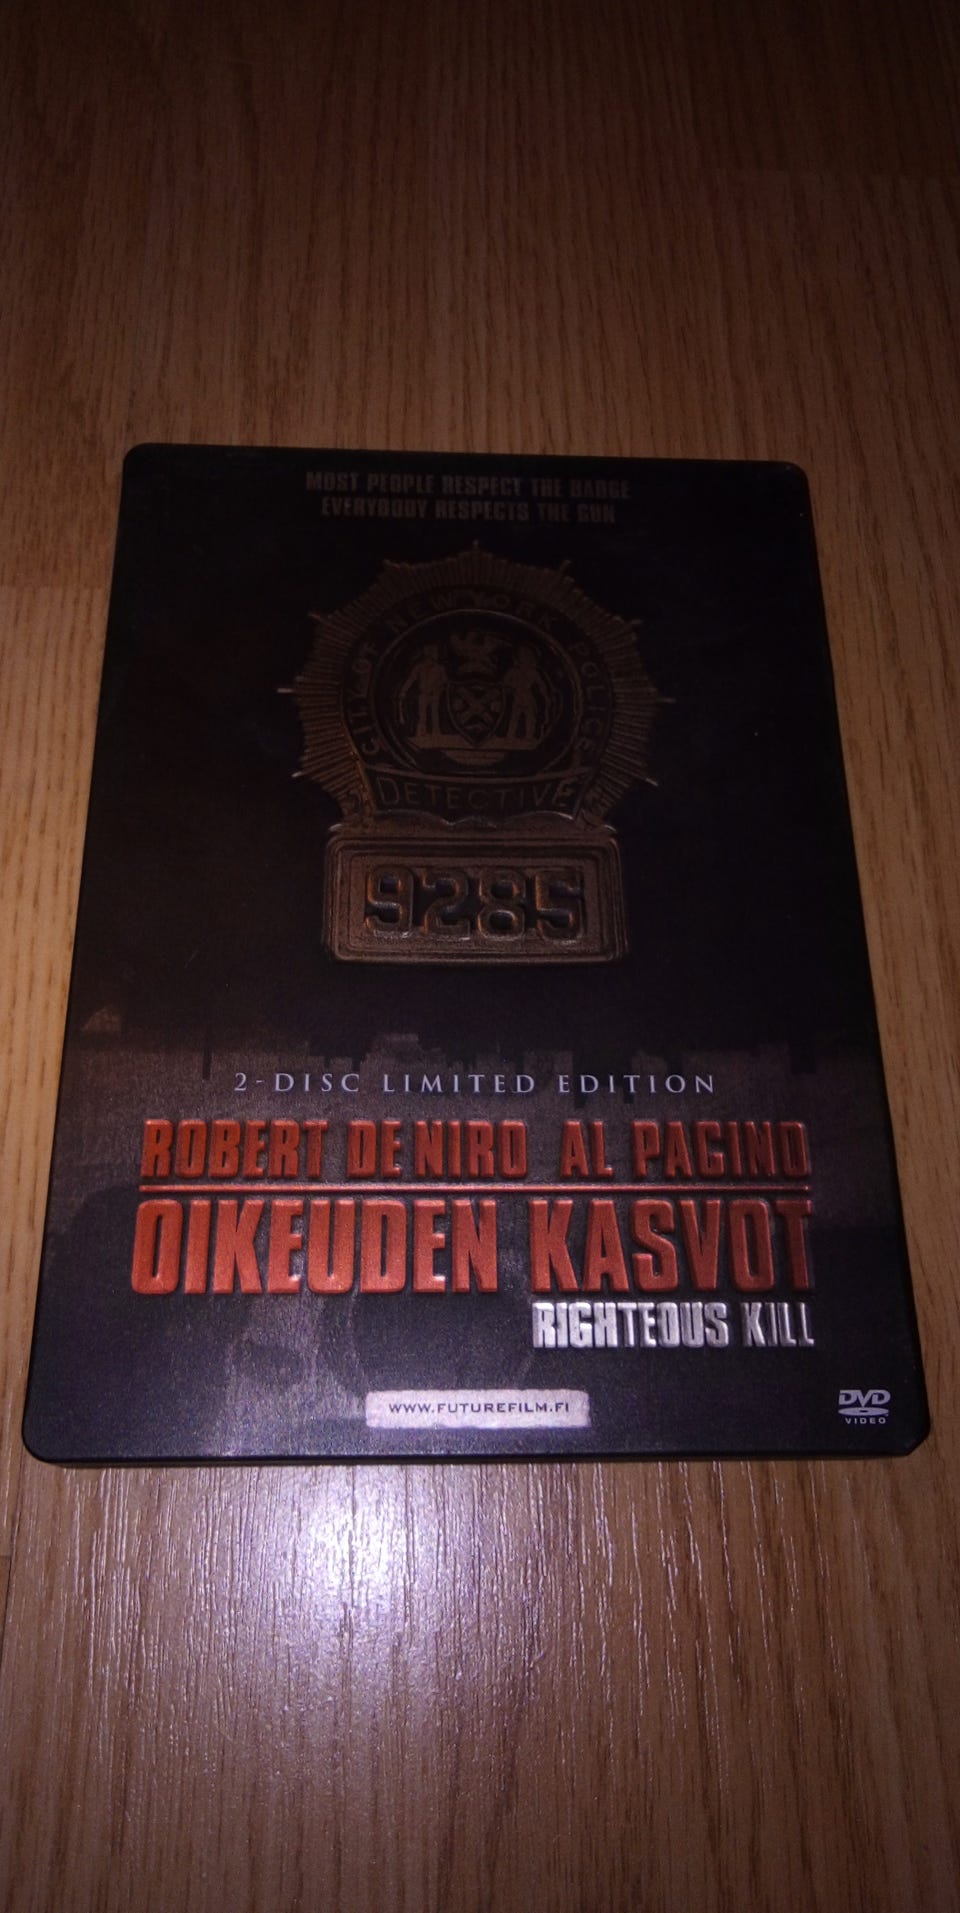 MOST PEOPLE RESPECT THE BADGE
EVERYBODY RESPECTS THE GUN
CITY OF NEW YORK POLICE
DETECTIVE
9285
2-DISC LIMITED EDITION
ROBERT DE NIRO AL PACINO
OIKEUDEN KASVOT
RIGHTEOUS KILL
WWW.FUTUREFILM.FI
DVD
VIDEO